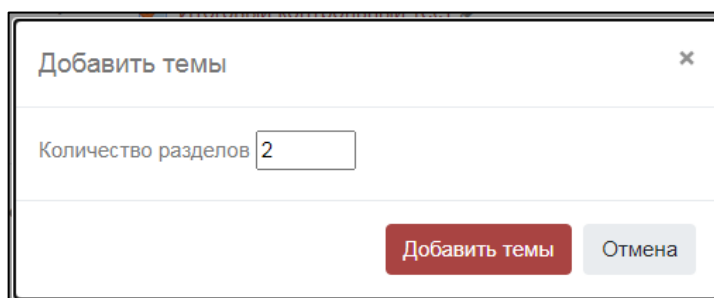 Добавить темы ×
Количество разделов 2
Добавить темы Отмена